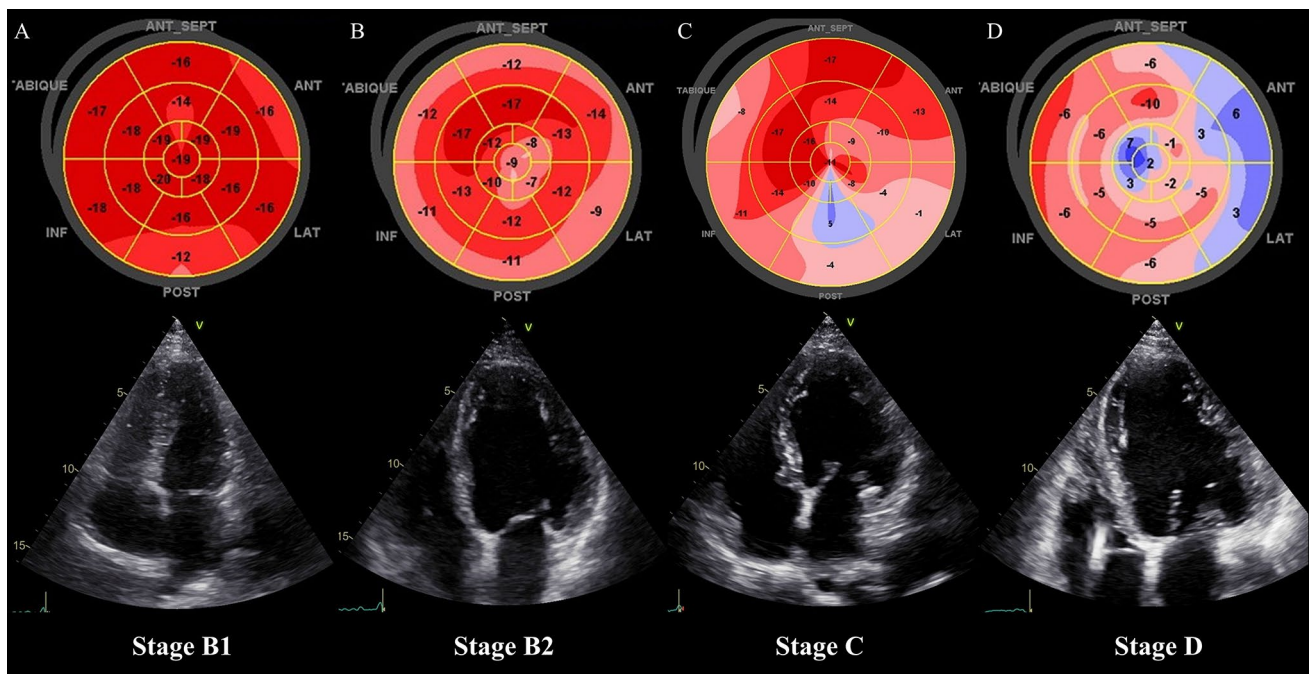 A
ANT_SEPT
-16
TABIQUE ANT
-17 -14 -16
-18 -19 -19 -19
-19
-18 -20 -18 -16
-18 -16 -16
INF LAT
-12
POST
V
5
10
15
Stage B1
B
ANT_SEPT
-12
TABIQUE ANT
-12 -17 -14
-17 -12 -8 -13
-9
-13 -10 -7 -12
-11 -12 -9
INF LAT
-11
POST
V
5
10
15
Stage B2
C
ANT_SEPT
-17
TABIQUE ANT
-8 -14 -13
-17 -16 -9 -10
-14 -16 -8 -4
-11 5 -1
INF LAT
-4
POST
V
5
10
Stage C
D
ANT_SEPT
-6
TABIQUE ANT
-6 -10 6
-6 7 -1 3
2
-5 3 -2 -5
-6 -5 3
INF LAT
-6
POST
V
5
10
Stage D